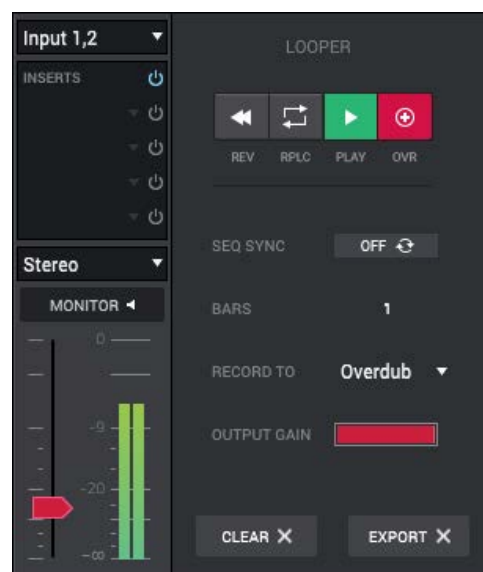 Input 1,2
INSERTS
Stereo
MONITOR
0
-9
-20
-∞
LOOPER
REV RPLC PLAY OVR
SEQ SYNC OFF
BARS 1
RECORD TO Overdub
OUTPUT GAIN
CLEAR EXPORT